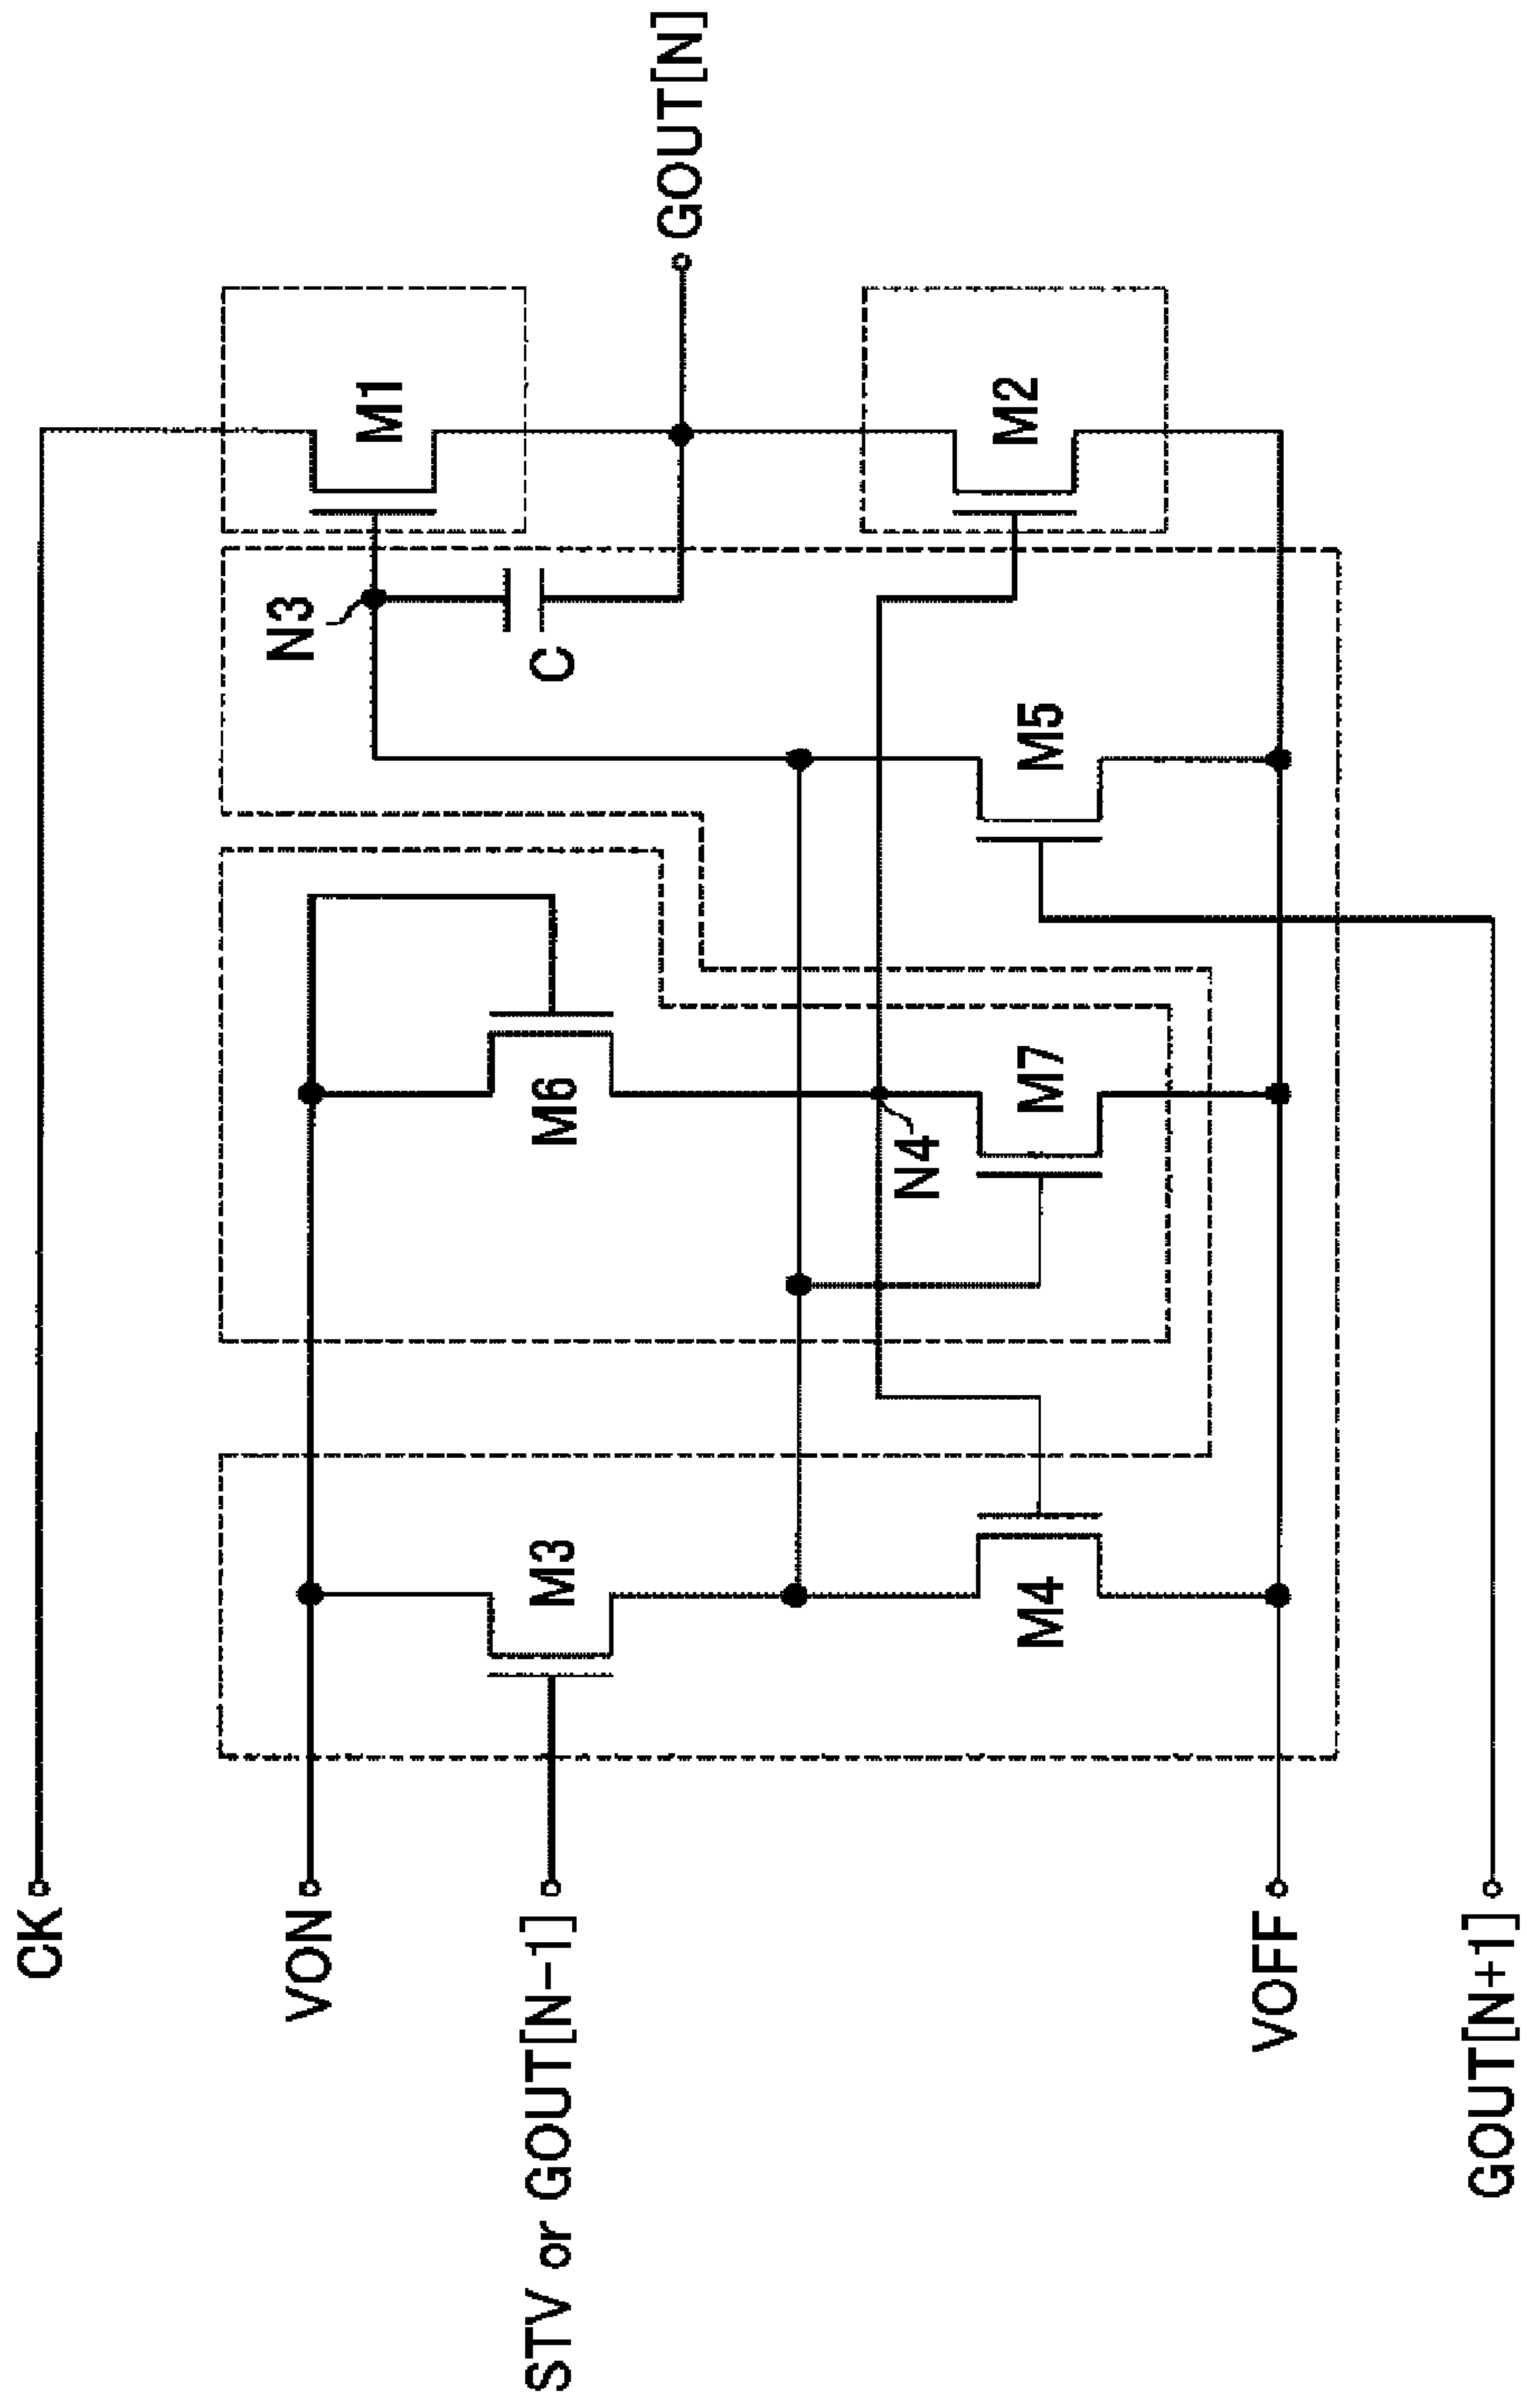 CK
VON
STV or GOUT[N-1]
VOFF
GOUT[N+1]
M3
M4
M6
N4
M7
N3
C
M5
M1
M2
GOUT[N]